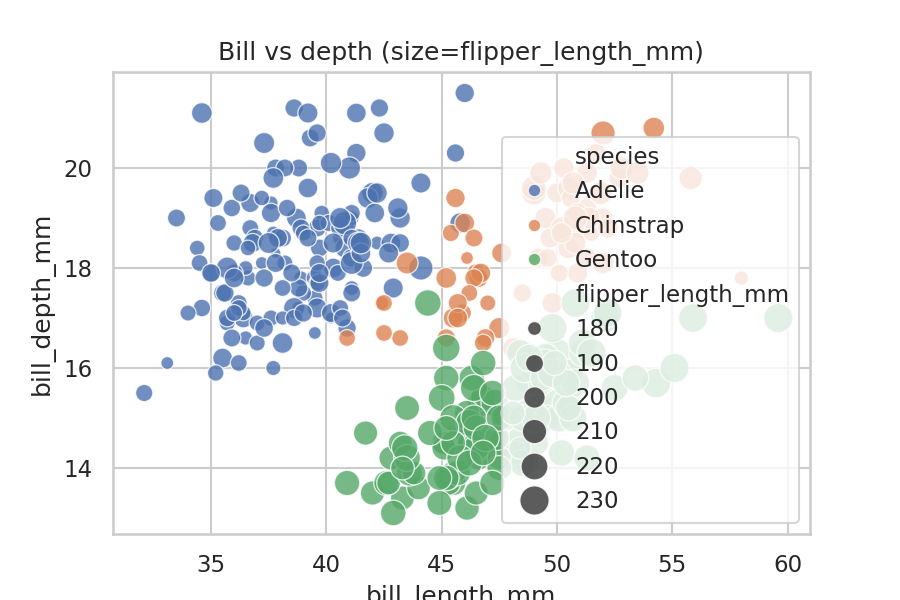 Bill vs depth (size=flipper_length_mm)
bill_depth_mm
20
18
16
14
species
Adelie
Chinstrap
Gentoo
flipper_length_mm
180
190
200
210
220
230
35 40 45 50 55 60
bill_length_mm